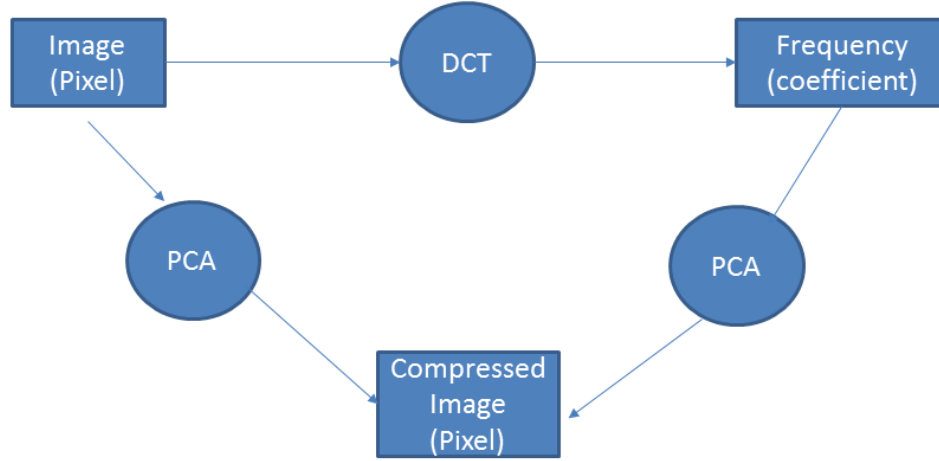 Image
(Pixel)
DCT
Frequency
(coefficient)
PCA
PCA
Compressed
Image
(Pixel)